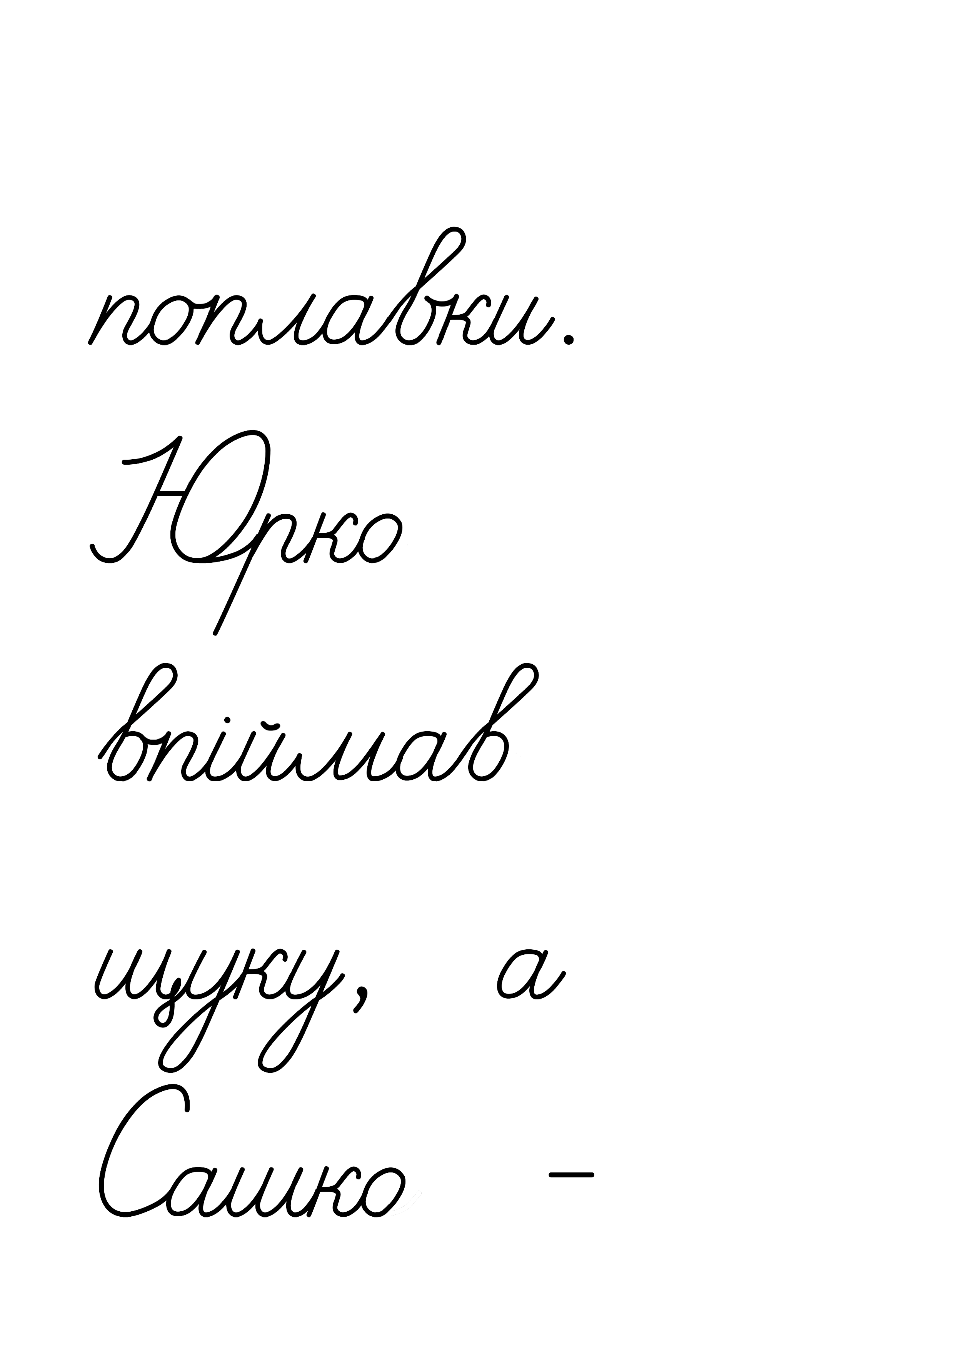 поплавки.
Юрко
впіймав
щуку, а
Сашко –